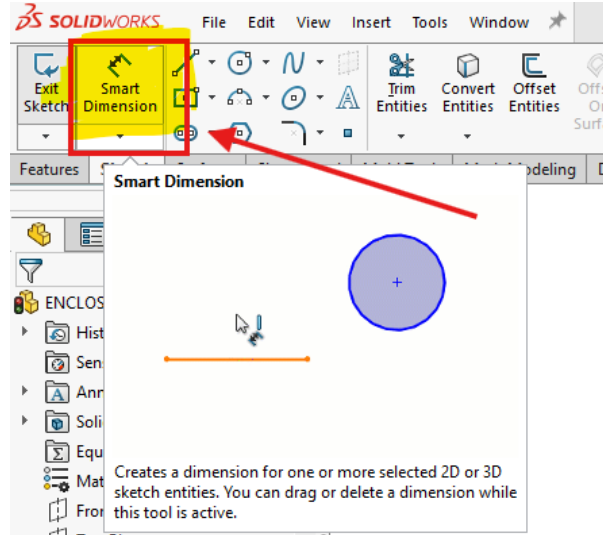 SOLIDWORKS File Edit View Insert Tools Window
Exit Sketch
Smart Dimension
Trim Entities
Convert Entities
Offset Entities
Features
Smart Dimension
ENCLOS
Hist
Sen
Ann
Soli
Equ
Mat
Fror
Creates a dimension for one or more selected 2D or 3D
sketch entities. You can drag or delete a dimension while
this tool is active.